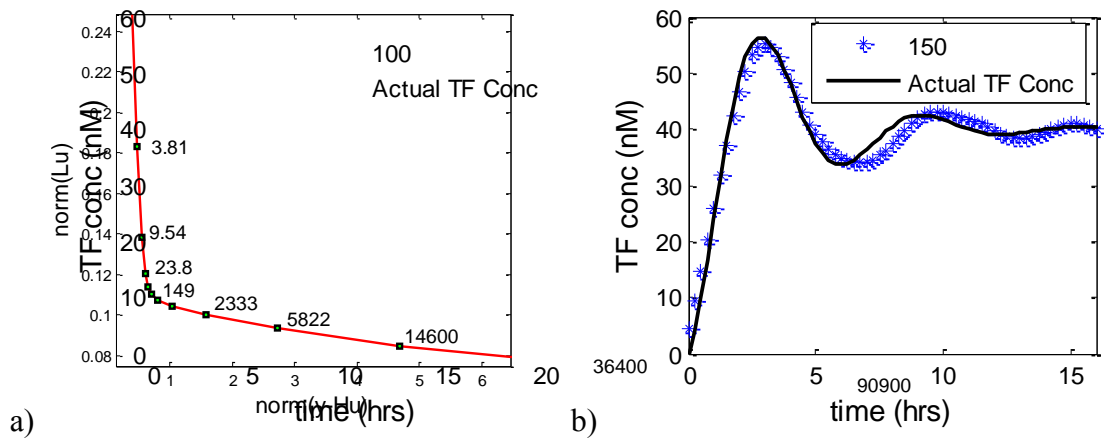 0.24
0.22
0.18
0.16
0.12
0.1
0.08
norm(Lu)
60
50
40
30
20
10
0
TF conc (nM)
100
Actual TF Conc
3.81
9.54
23.8
149
2333
5822
14600
36400
90900
0 5 10 15 20
1 2 3 4 5 6
norm(y-Hu)
time (hrs)
a)
60
50
40
30
20
10
0
TF conc (nM)
150
Actual TF Conc
0 5 10 15
time (hrs)
b)